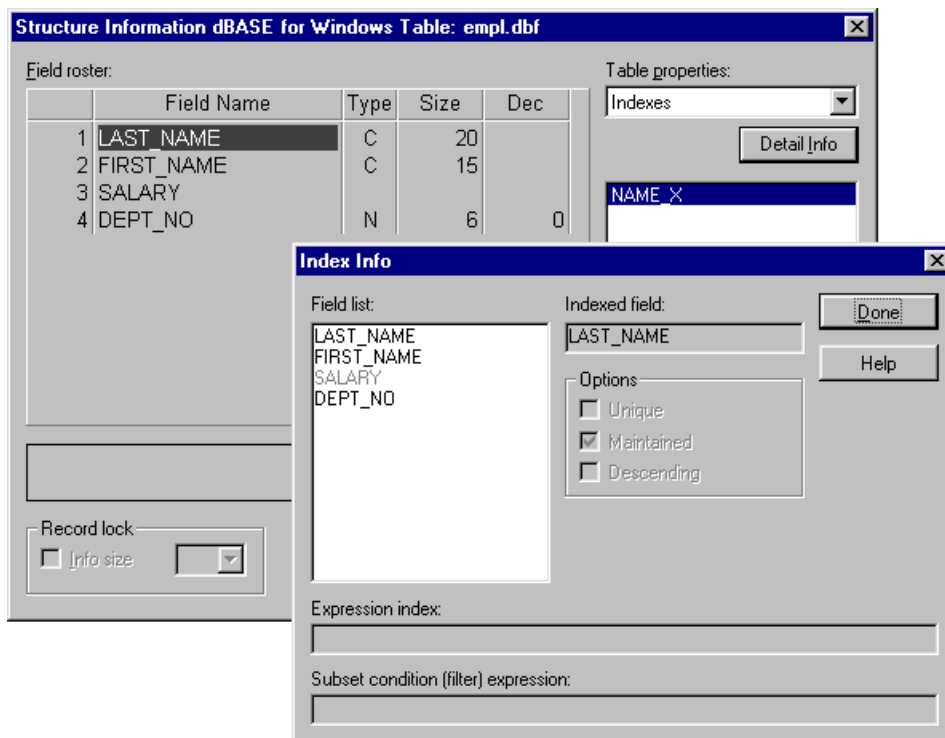 Structure Information dBASE for Windows Table: empl.dbf
Field roster:
Table properties:
Field Name Type Size Dec
Indexes
1 LAST_NAME C 20
Detail Info
2 FIRST_NAME C 15
3 SALARY
NAME_X
4 DEPT_NO N 6 0
Record lock
Info size
Index Info
Field list:
LAST_NAME
FIRST_NAME
SALARY
DEPT_NO
Indexed field:
LAST_NAME
Options
Unique
Maintained
Descending
Done
Help
Expression index:
Subset condition (filter) expression: